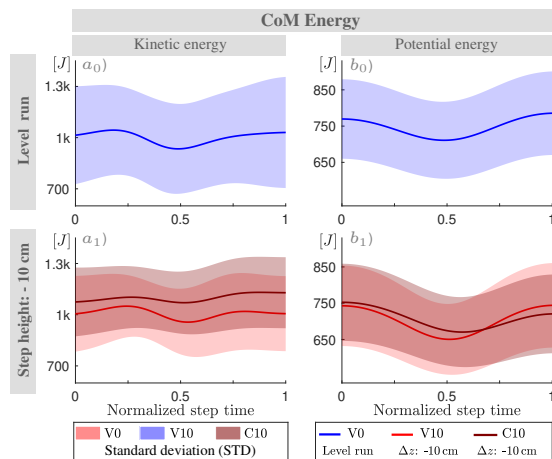 CoM Energy
Kinetic energy
Potential energy
Level run
[J]
a0)
1.3k
1k
700
0
0.5
1
[J]
b0)
850
750
650
0
0.5
1
Step height: - 10 cm
[J]
a1)
1.3k
1k
700
0
0.5
1
Normalized step time
[J]
b1)
850
750
650
0
0.5
1
Normalized step time
V0 V10 C10
Standard deviation (STD)
V0 V10 C10
Level run Δz: -10 cm Δz: -10 cm